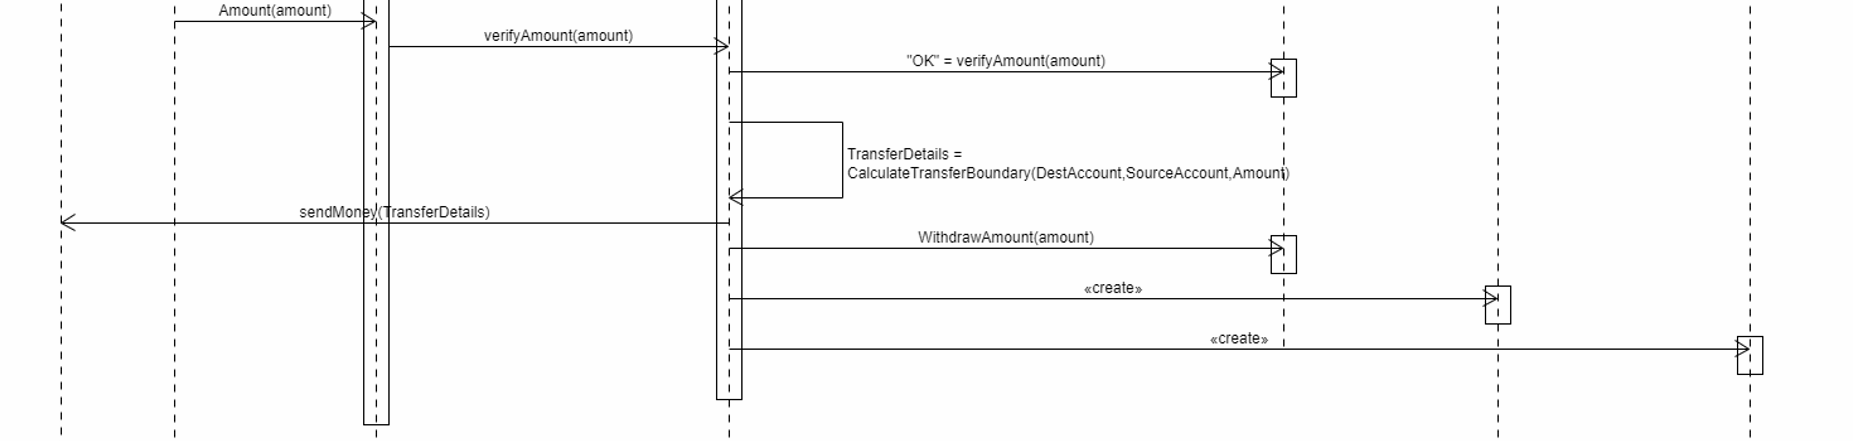 Amount(amount)
verifyAmount(amount)
"OK" = verifyAmount(amount)
TransferDetails =
CalculateTransferBoundary(DestAccount,SourceAccount,Amount)
sendMoney(TransferDetails)
WithdrawAmount(amount)
«create»
«create»